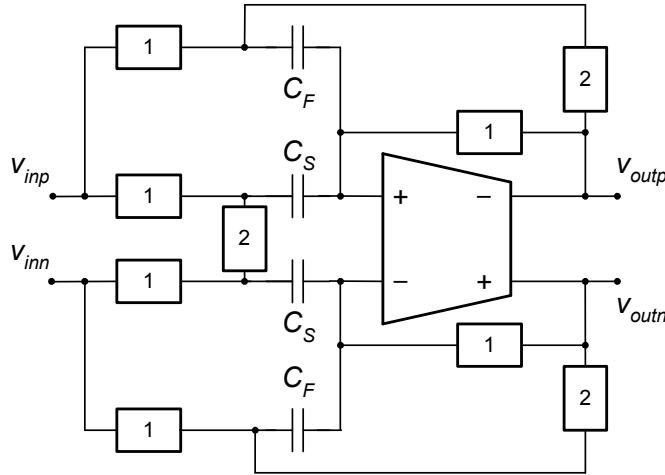 1
C_F
2
1
v_inp
1
C_S
+
−
v_outp
2
v_inn
1
C_S
−
+
v_outn
1
C_F
2
1